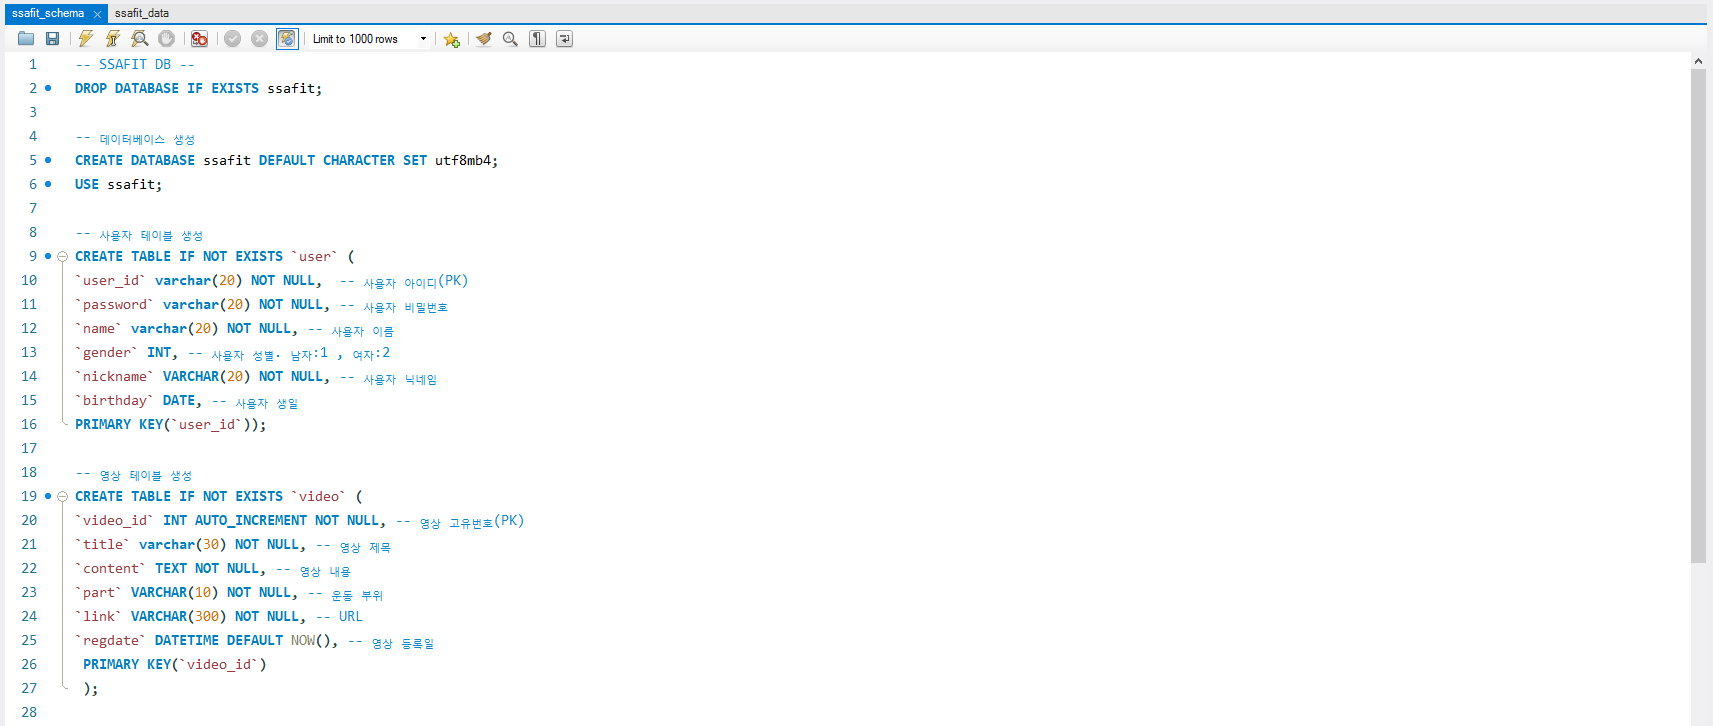 ssafit_schema × ssafit_data
Limit to 1000 rows
1 -- SSAFIT DB --
2 DROP DATABASE IF EXISTS ssafit;
3
4 -- 데이터베이스 생성
5 CREATE DATABASE ssafit DEFAULT CHARACTER SET utf8mb4;
6 USE ssafit;
7
8 -- 사용자 테이블 생성
9 CREATE TABLE IF NOT EXISTS `user` (
10 `user_id` varchar(20) NOT NULL, -- 사용자 아이디(PK)
11 `password` varchar(20) NOT NULL, -- 사용자 비밀번호
12 `name` varchar(20) NOT NULL, -- 사용자 이름
13 `gender` INT, -- 사용자 성별. 남자:1 , 여자:2
14 `nickname` VARCHAR(20) NOT NULL, -- 사용자 닉네임
15 `birthday` DATE, -- 사용자 생일
16 PRIMARY KEY(`user_id`));
17
18 -- 영상 테이블 생성
19 CREATE TABLE IF NOT EXISTS `video` (
20 `video_id` INT AUTO_INCREMENT NOT NULL, -- 영상 고유번호(PK)
21 `title` varchar(30) NOT NULL, -- 영상 제목
22 `content` TEXT NOT NULL, -- 영상 내용
23 `part` VARCHAR(10) NOT NULL, -- 운동 부위
24 `link` VARCHAR(300) NOT NULL, -- URL
25 `regdate` DATETIME DEFAULT NOW(), -- 영상 등록일
26 PRIMARY KEY(`video_id`)
27 );
28